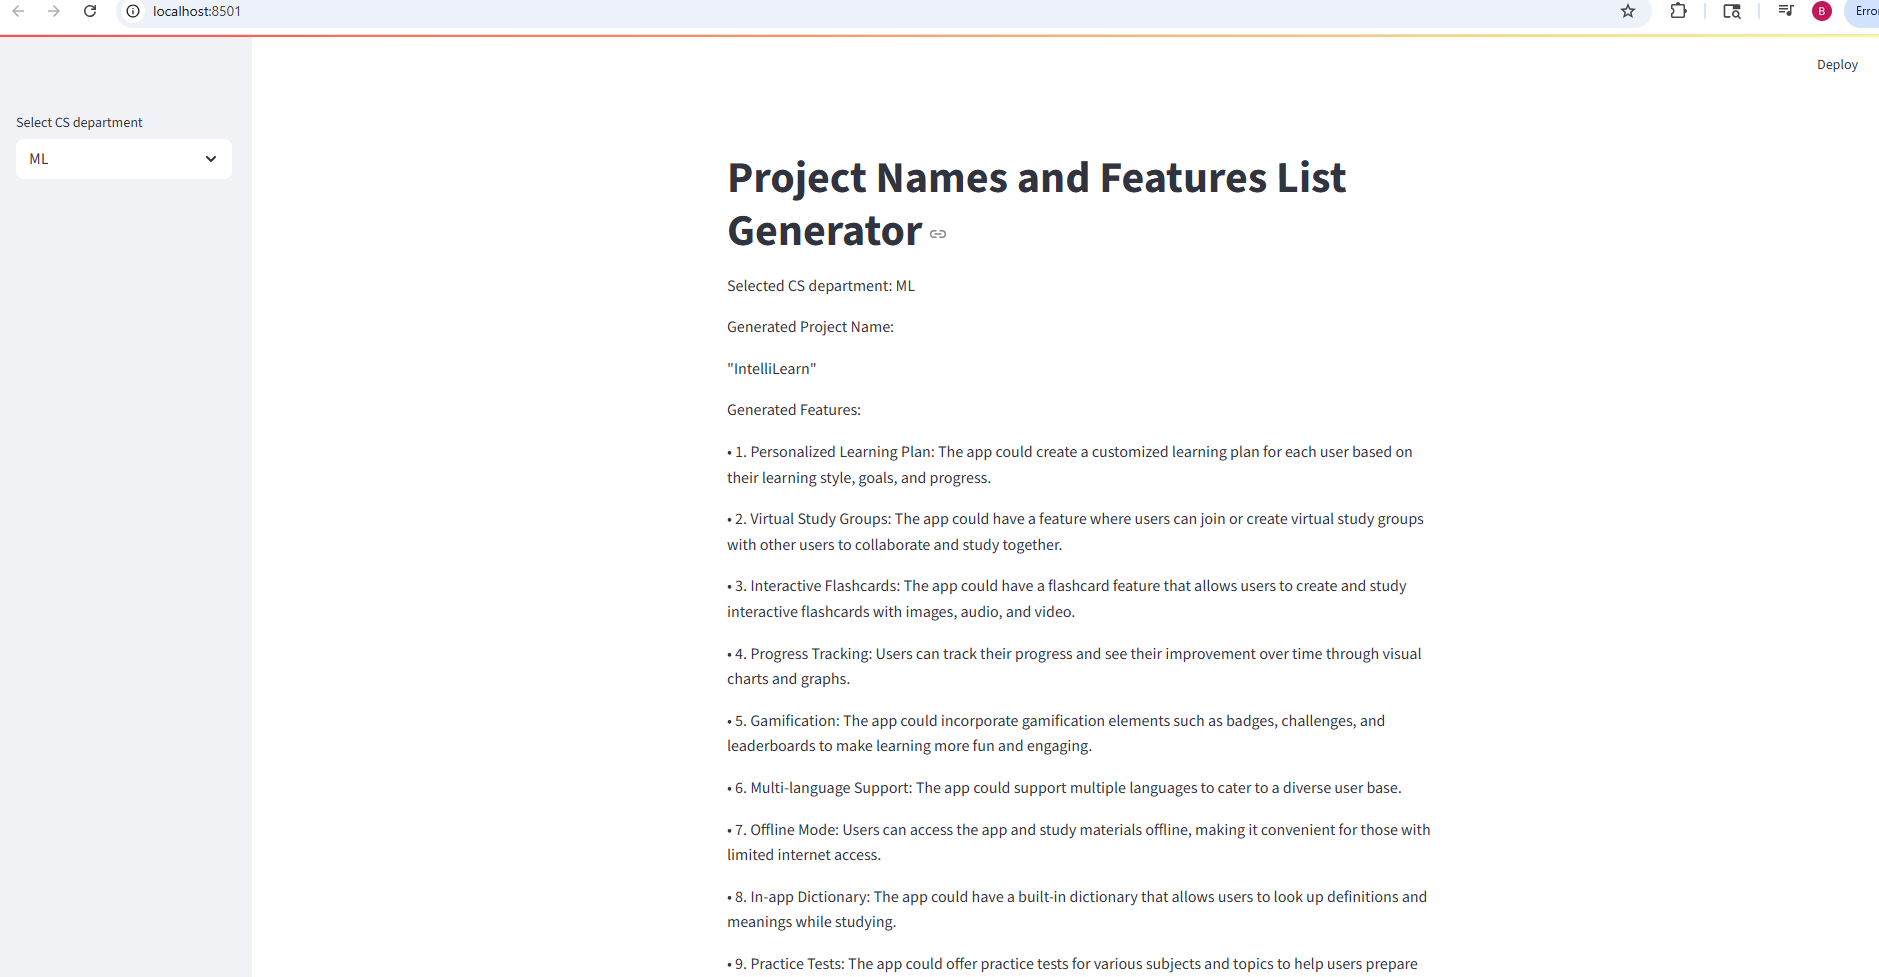 localhost:8501
B
Erro
Deploy
Select CS department
ML
Project Names and Features List
Generator
Selected CS department: ML
Generated Project Name:
"IntelliLearn"
Generated Features:
• 1. Personalized Learning Plan: The app could create a customized learning plan for each user based on
their learning style, goals, and progress.
• 2. Virtual Study Groups: The app could have a feature where users can join or create virtual study groups
with other users to collaborate and study together.
• 3. Interactive Flashcards: The app could have a flashcard feature that allows users to create and study
interactive flashcards with images, audio, and video.
• 4. Progress Tracking: Users can track their progress and see their improvement over time through visual
charts and graphs.
• 5. Gamification: The app could incorporate gamification elements such as badges, challenges, and
leaderboards to make learning more fun and engaging.
• 6. Multi-language Support: The app could support multiple languages to cater to a diverse user base.
• 7. Offline Mode: Users can access the app and study materials offline, making it convenient for those with
limited internet access.
• 8. In-app Dictionary: The app could have a built-in dictionary that allows users to look up definitions and
meanings while studying.
• 9. Practice Tests: The app could offer practice tests for various subjects and topics to help users prepare